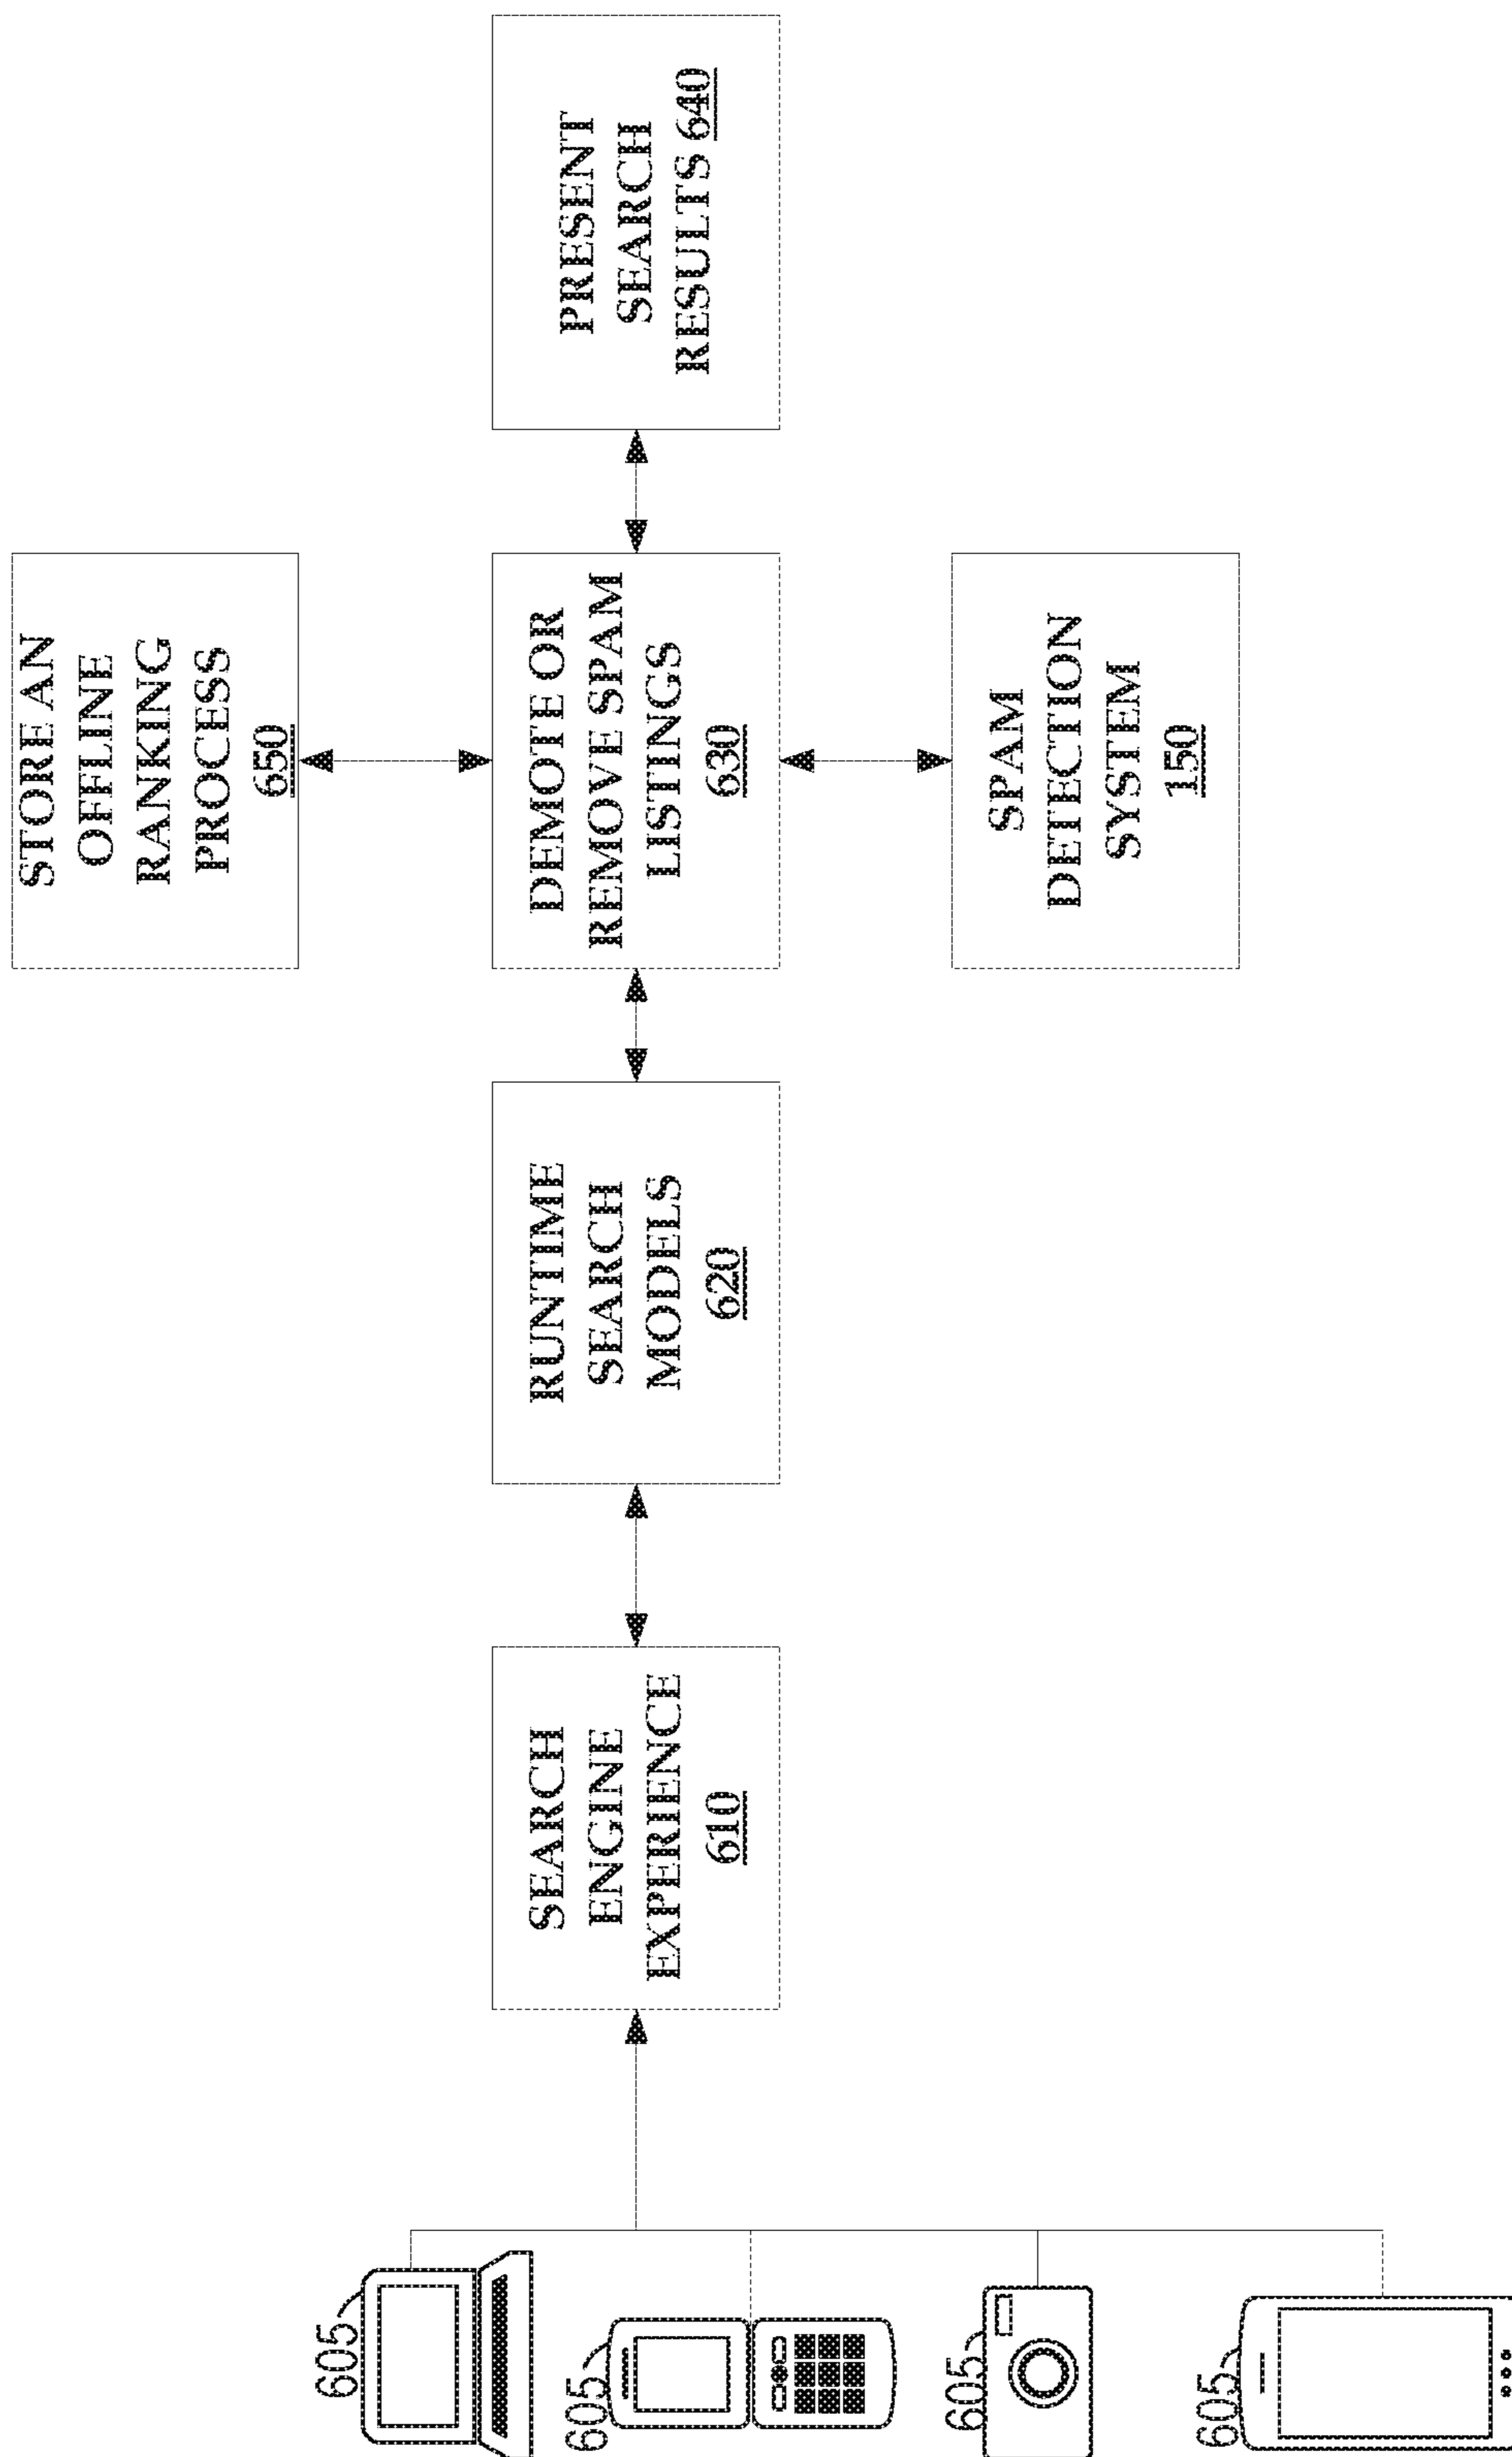 605
605
605
605
SEARCH
ENGINE
EXPERIENCE
610
RUNTIME
SEARCH
MODELS
620
STORE AN
OFFLINE
RANKING
PROCESS
650
DEMOTE OR
REMOVE SPAM
LISTINGS
630
SPAM
DETECTION
SYSTEM
150
PRESENT
SEARCH
RESULTS 640